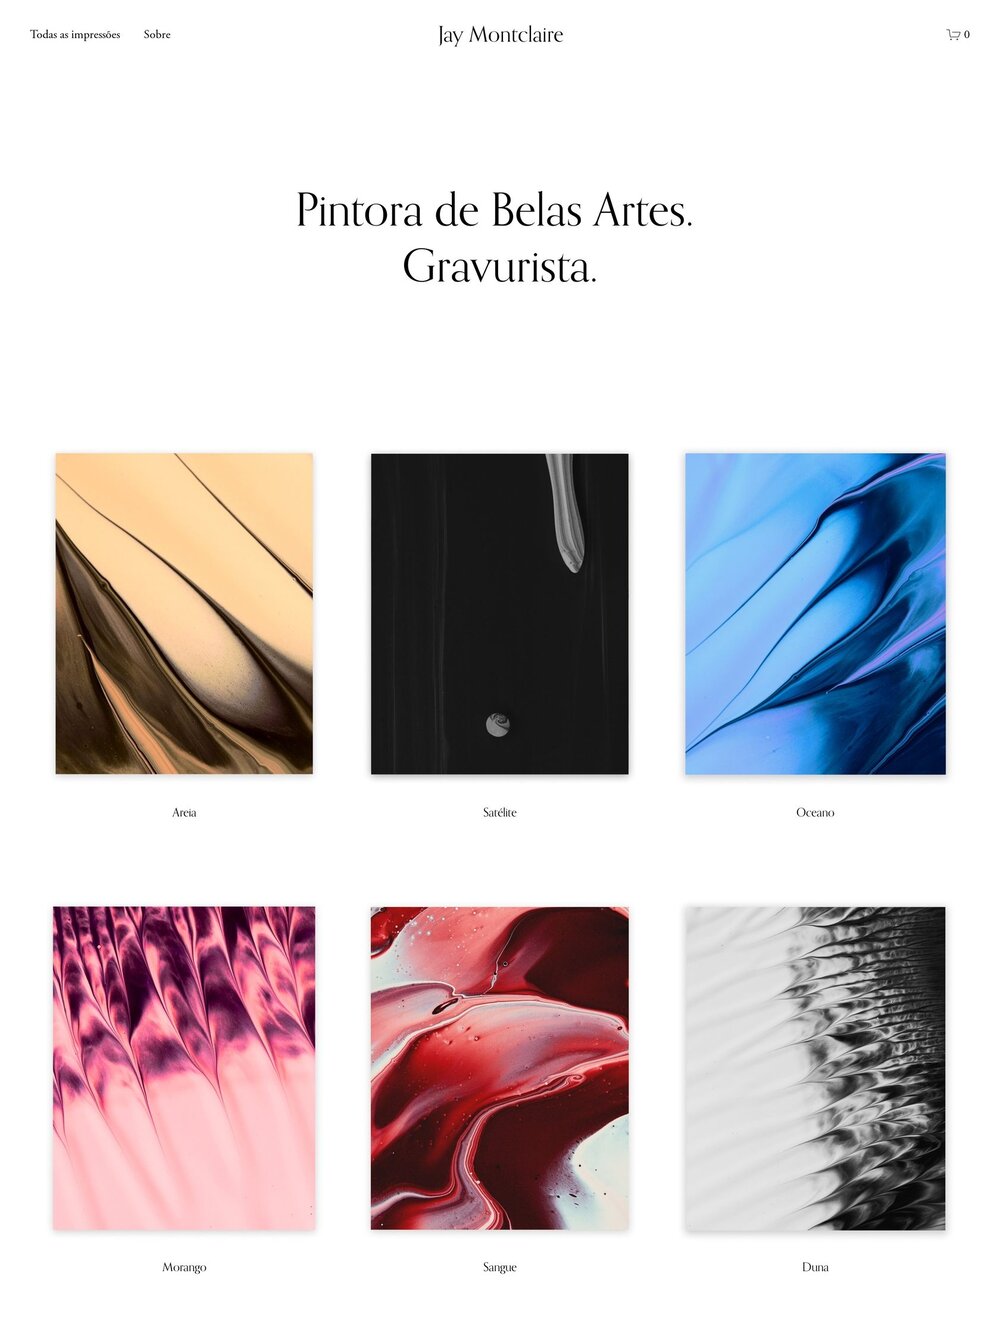 Todas as impressões
Sobre
Jay Montclaire
0
Pintora de Belas Artes.
Gravurista.
Areia
Satélite
Oceano
Morango
Sangue
Duna